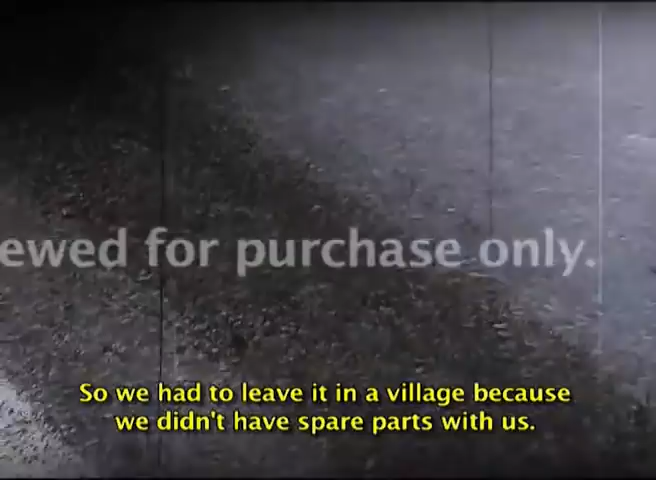 ewed for purchase only.
So we had to leave it in a village because
we didn't have spare parts with us.